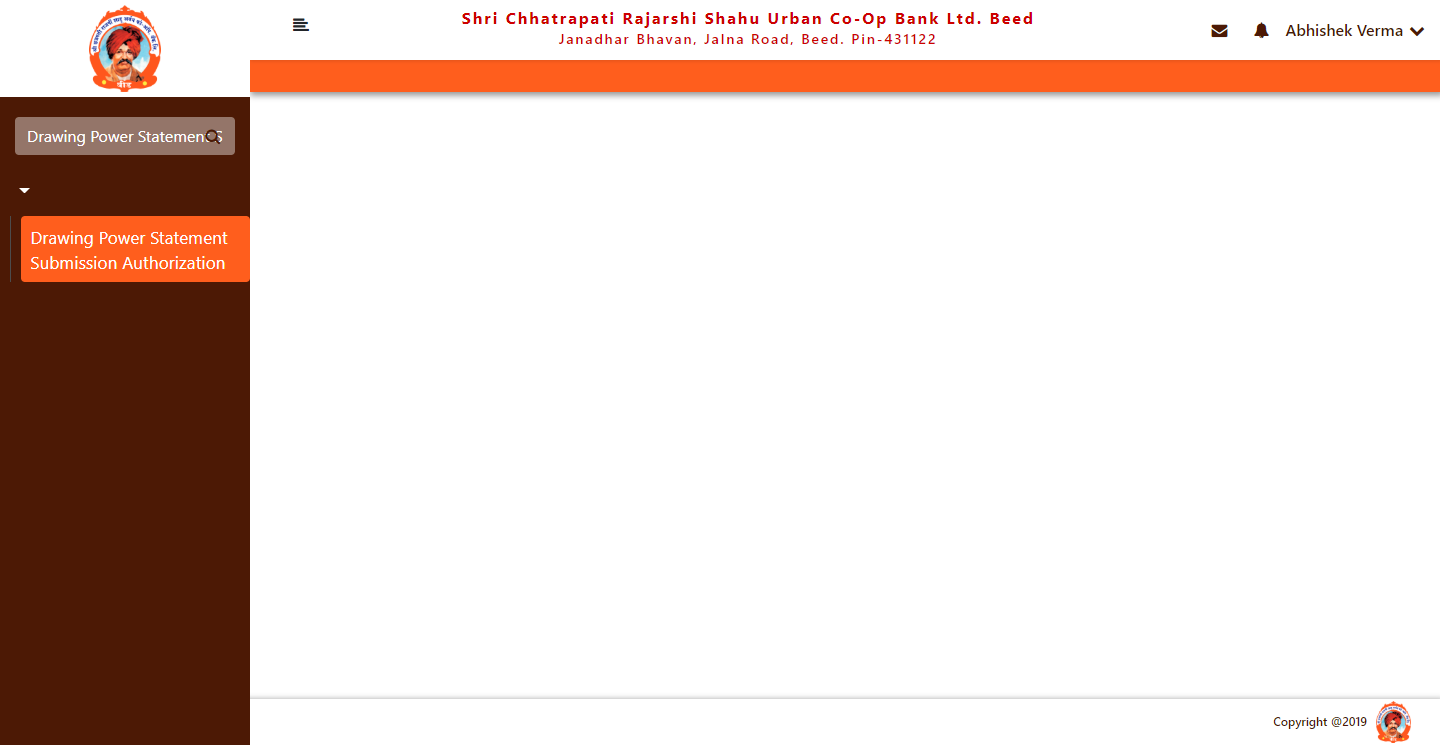 Shri Chhatrapati Rajarshi Shahu Urban Co-Op Bank Ltd. Beed
Janadhar Bhavan, Jalna Road, Beed. Pin-431122
Abhishek Verma
बीड
Drawing Power Statement S
Drawing Power Statement
Submission Authorization
Copyright @2019